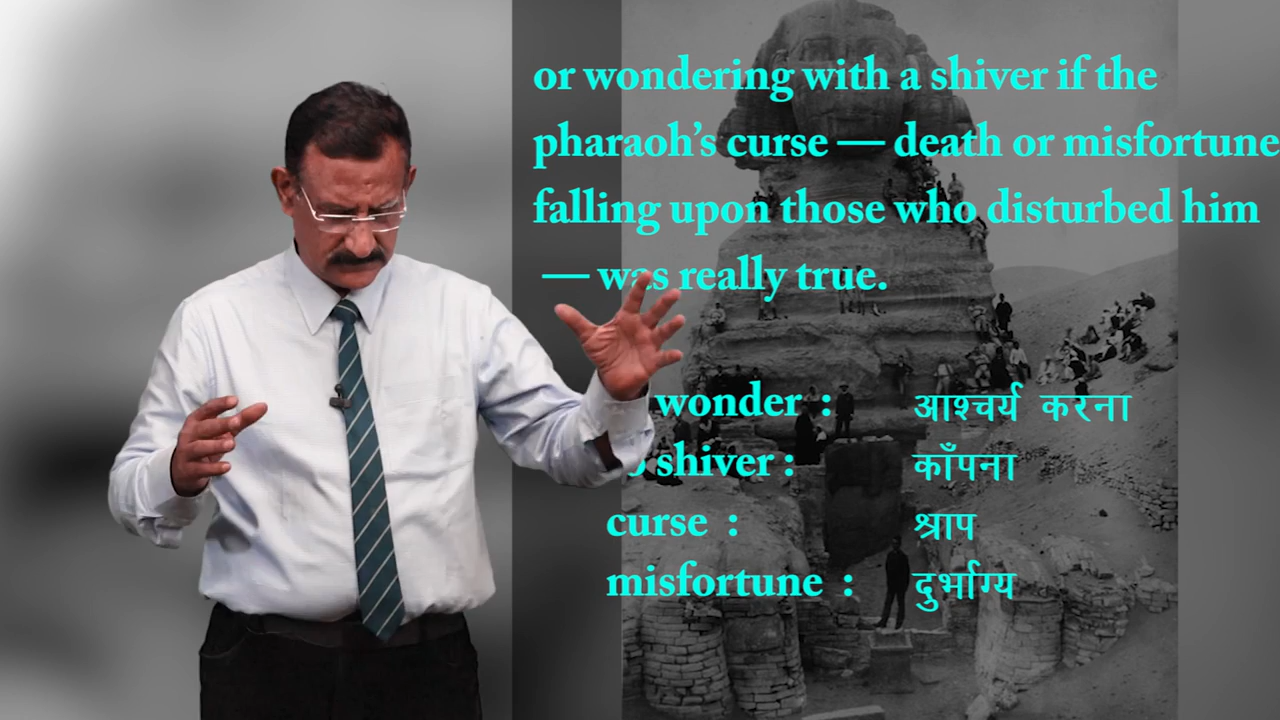 or wondering with a shiver if the
pharaoh's curse — death or misfortune
falling upon those who disturbed him
— was really true.
wonder : आश्चर्य करना
shiver : काँपना
curse : श्राप
misfortune : दुर्भाग्य